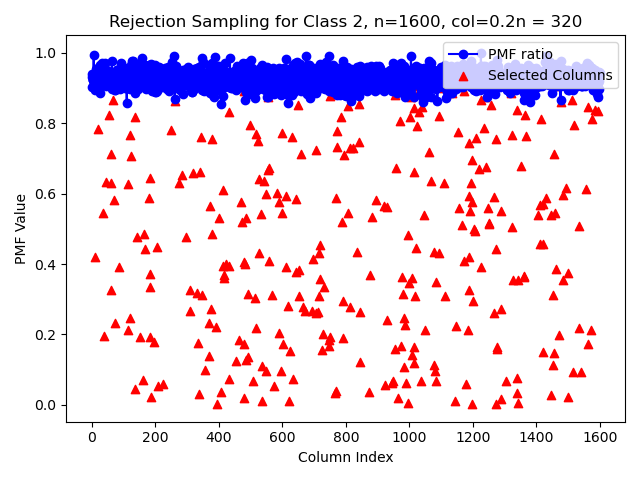 Rejection Sampling for Class 2, n=1600, col=0.2n = 320
PMF ratio
Selected Columns
PMF Value
1.0
0.8
0.6
0.4
0.2
0.0
0 200 400 600 800 1000 1200 1400 1600
Column Index